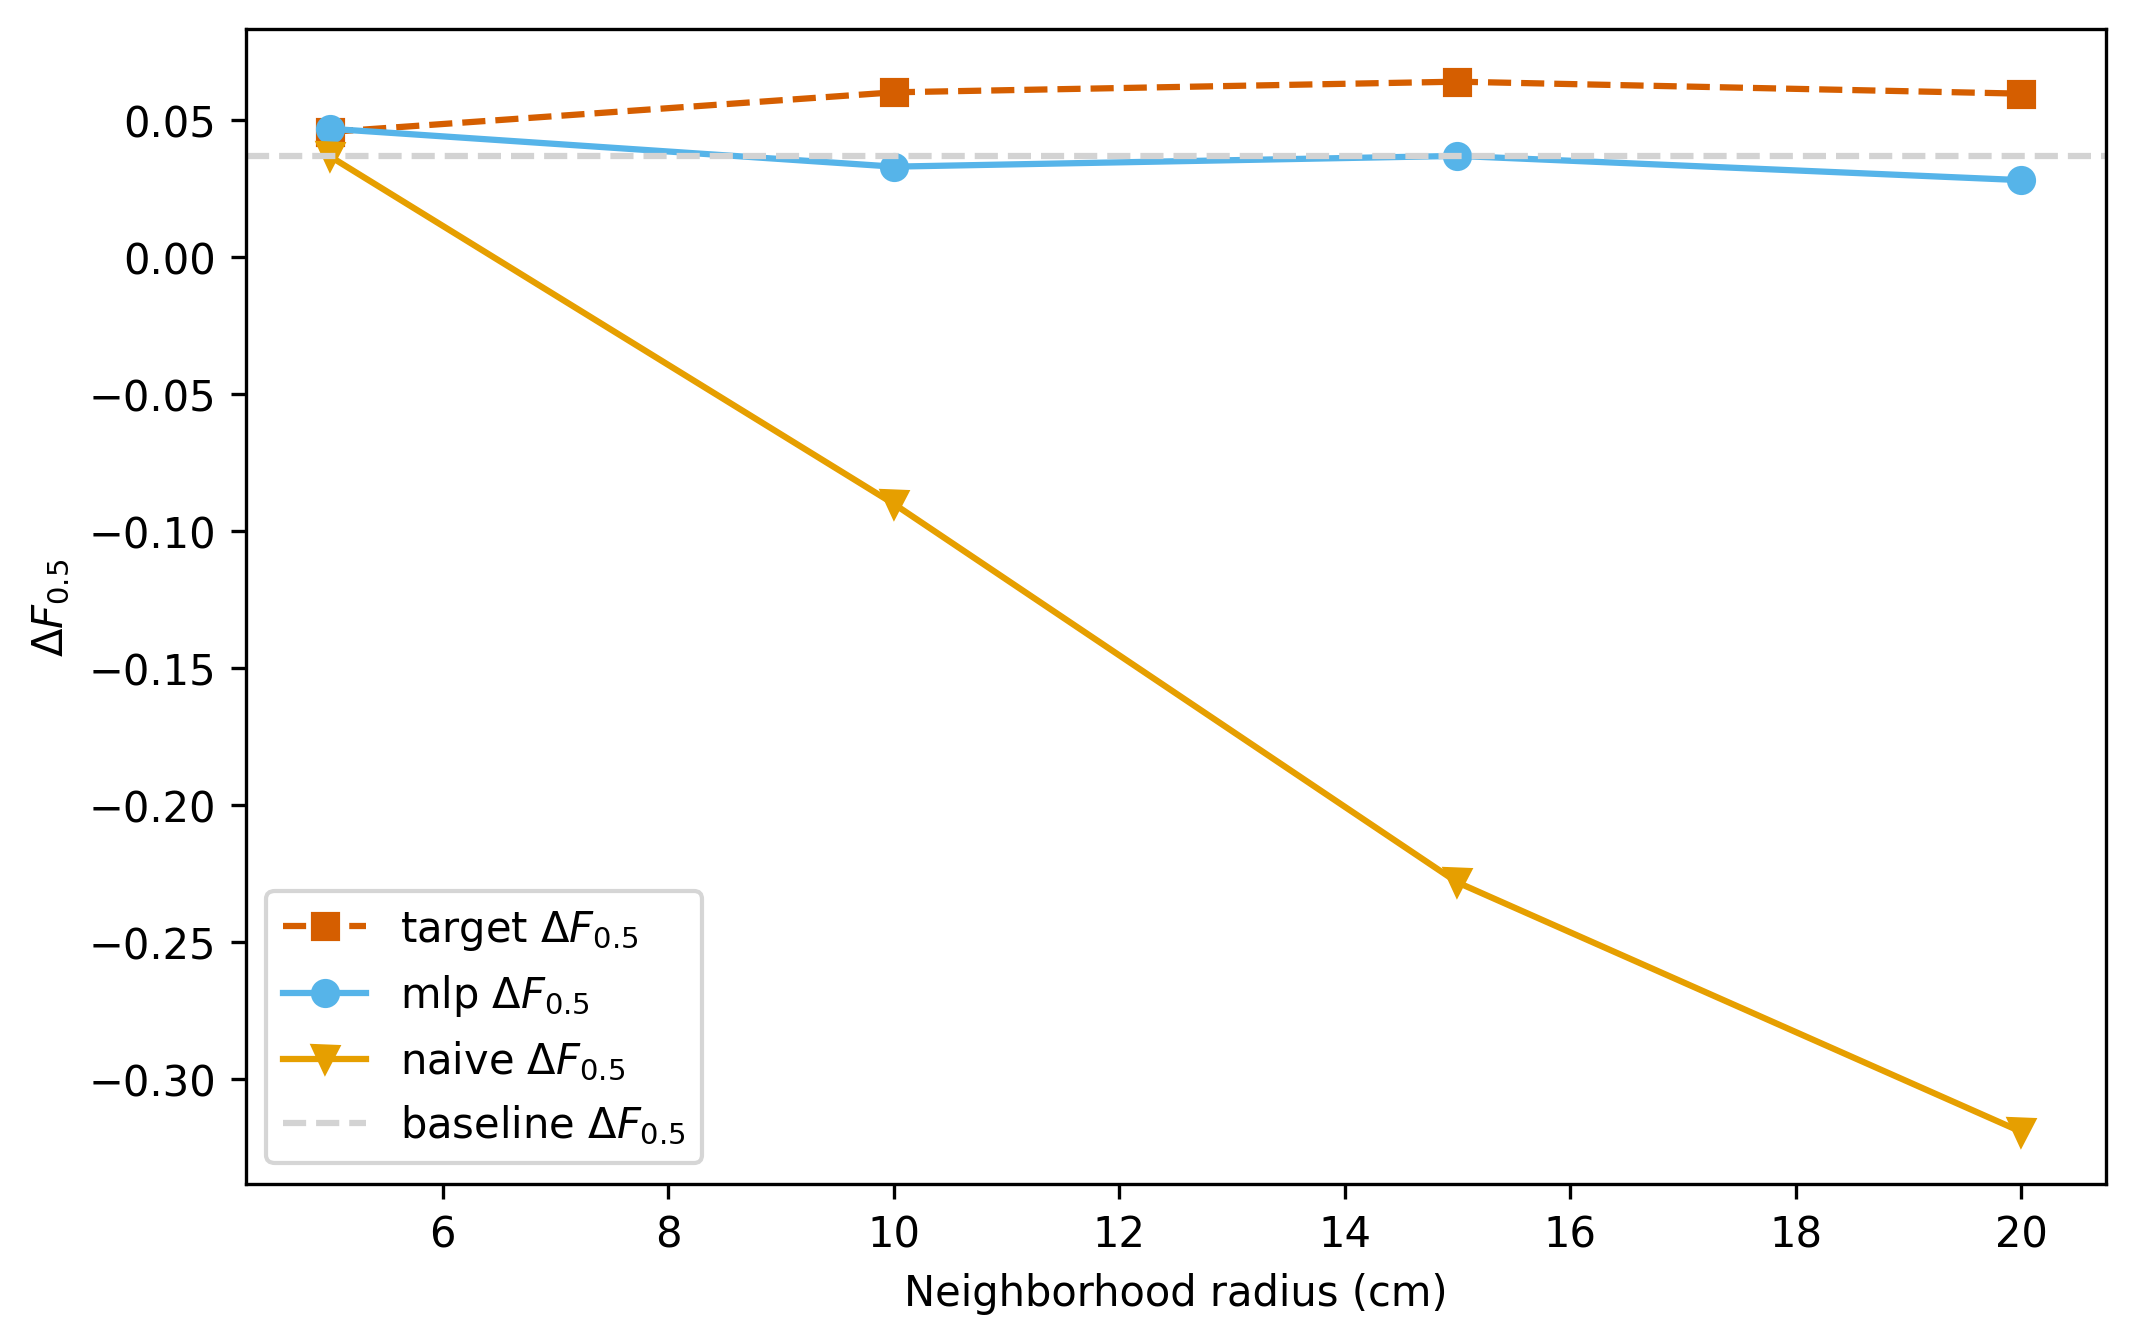 0.05
0.00
−0.05
−0.10
−0.15
−0.20
−0.25
−0.30
ΔF0.5
target ΔF0.5
mlp ΔF0.5
naive ΔF0.5
baseline ΔF0.5
6 8 10 12 14 16 18 20
Neighborhood radius (cm)